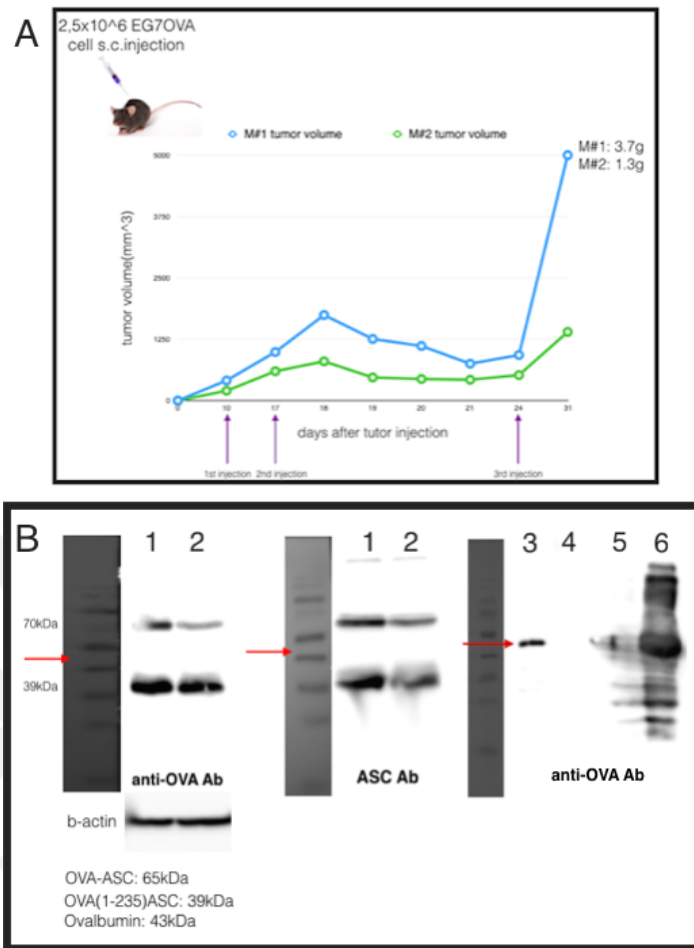 A
2,5x10^6 EG7OVA
cell s.c.injection
M#1 tumor volume
M#2 tumor volume
M#1: 3.7g
M#2: 1.3g
tumor volume(mm^3)
5000
3750
2500
1250
0
0 10 17 18 19 20 21 24 31
days after tutor injection
1st injection 2nd injection 3rd injection
B
1 2
1 2
3 4 5 6
70kDa
39kDa
anti-OVA Ab
ASC Ab
anti-OVA Ab
b-actin
OVA-ASC: 65kDa
OVA(1-235)ASC: 39kDa
Ovalbumin: 43kDa